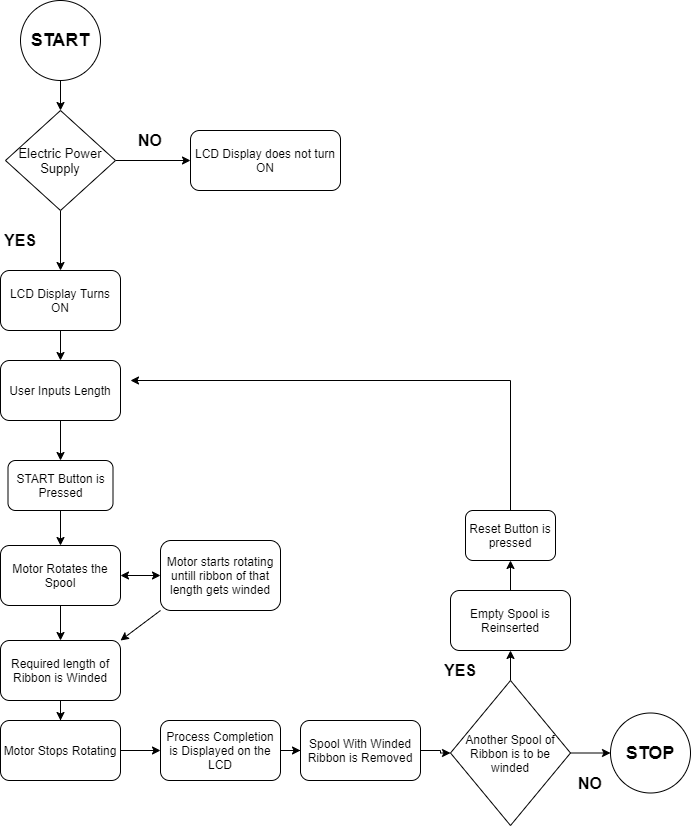 START
Electric Power
Supply
NO
LCD Display does not turn
ON
YES
LCD Display Turns
ON
User Inputs Length
START Button is
Pressed
Motor Rotates the
Spool
Motor starts rotating
untill ribbon of that
length gets winded
Required length of
Ribbon is Winded
Motor Stops Rotating
Process Completion
is Displayed on the
LCD
Spool With Winded
Ribbon is Removed
Another Spool of
Ribbon is to be
winded
YES
Empty Spool is
Reinserted
Reset Button is
pressed
NO
STOP